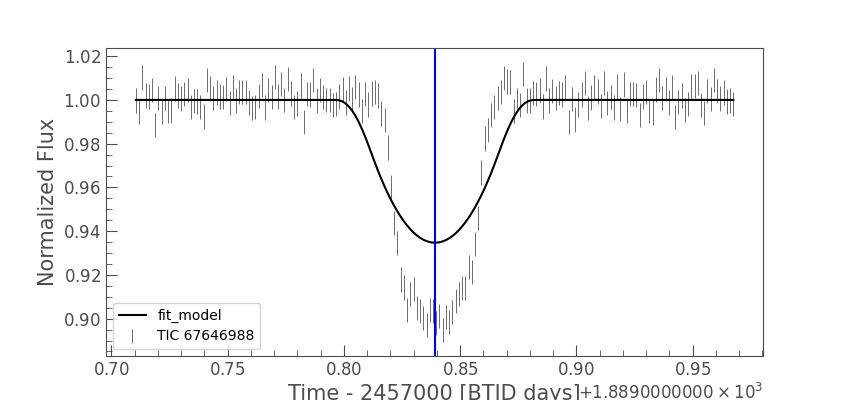 1.02
1.00
0.98
0.96
0.94
0.92
0.90
Normalized Flux
fit_model
TIC 67646988
0.70 0.75 0.80 0.85 0.90 0.95
Time - 2457000 [BTJD days]
+1.8890000000 × 10³